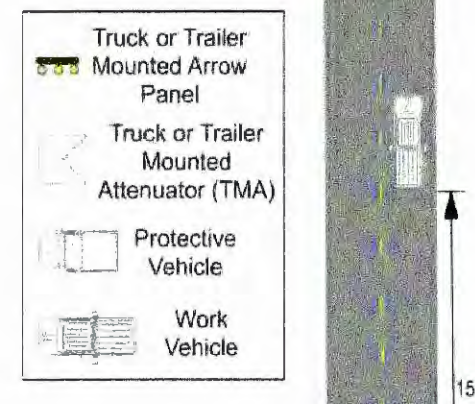 Truck or Trailer
Mounted Arrow
Panel
Truck or Trailer
Mounted
Attenuator (TMA)
Protective
Vehicle
Work
Vehicle
15